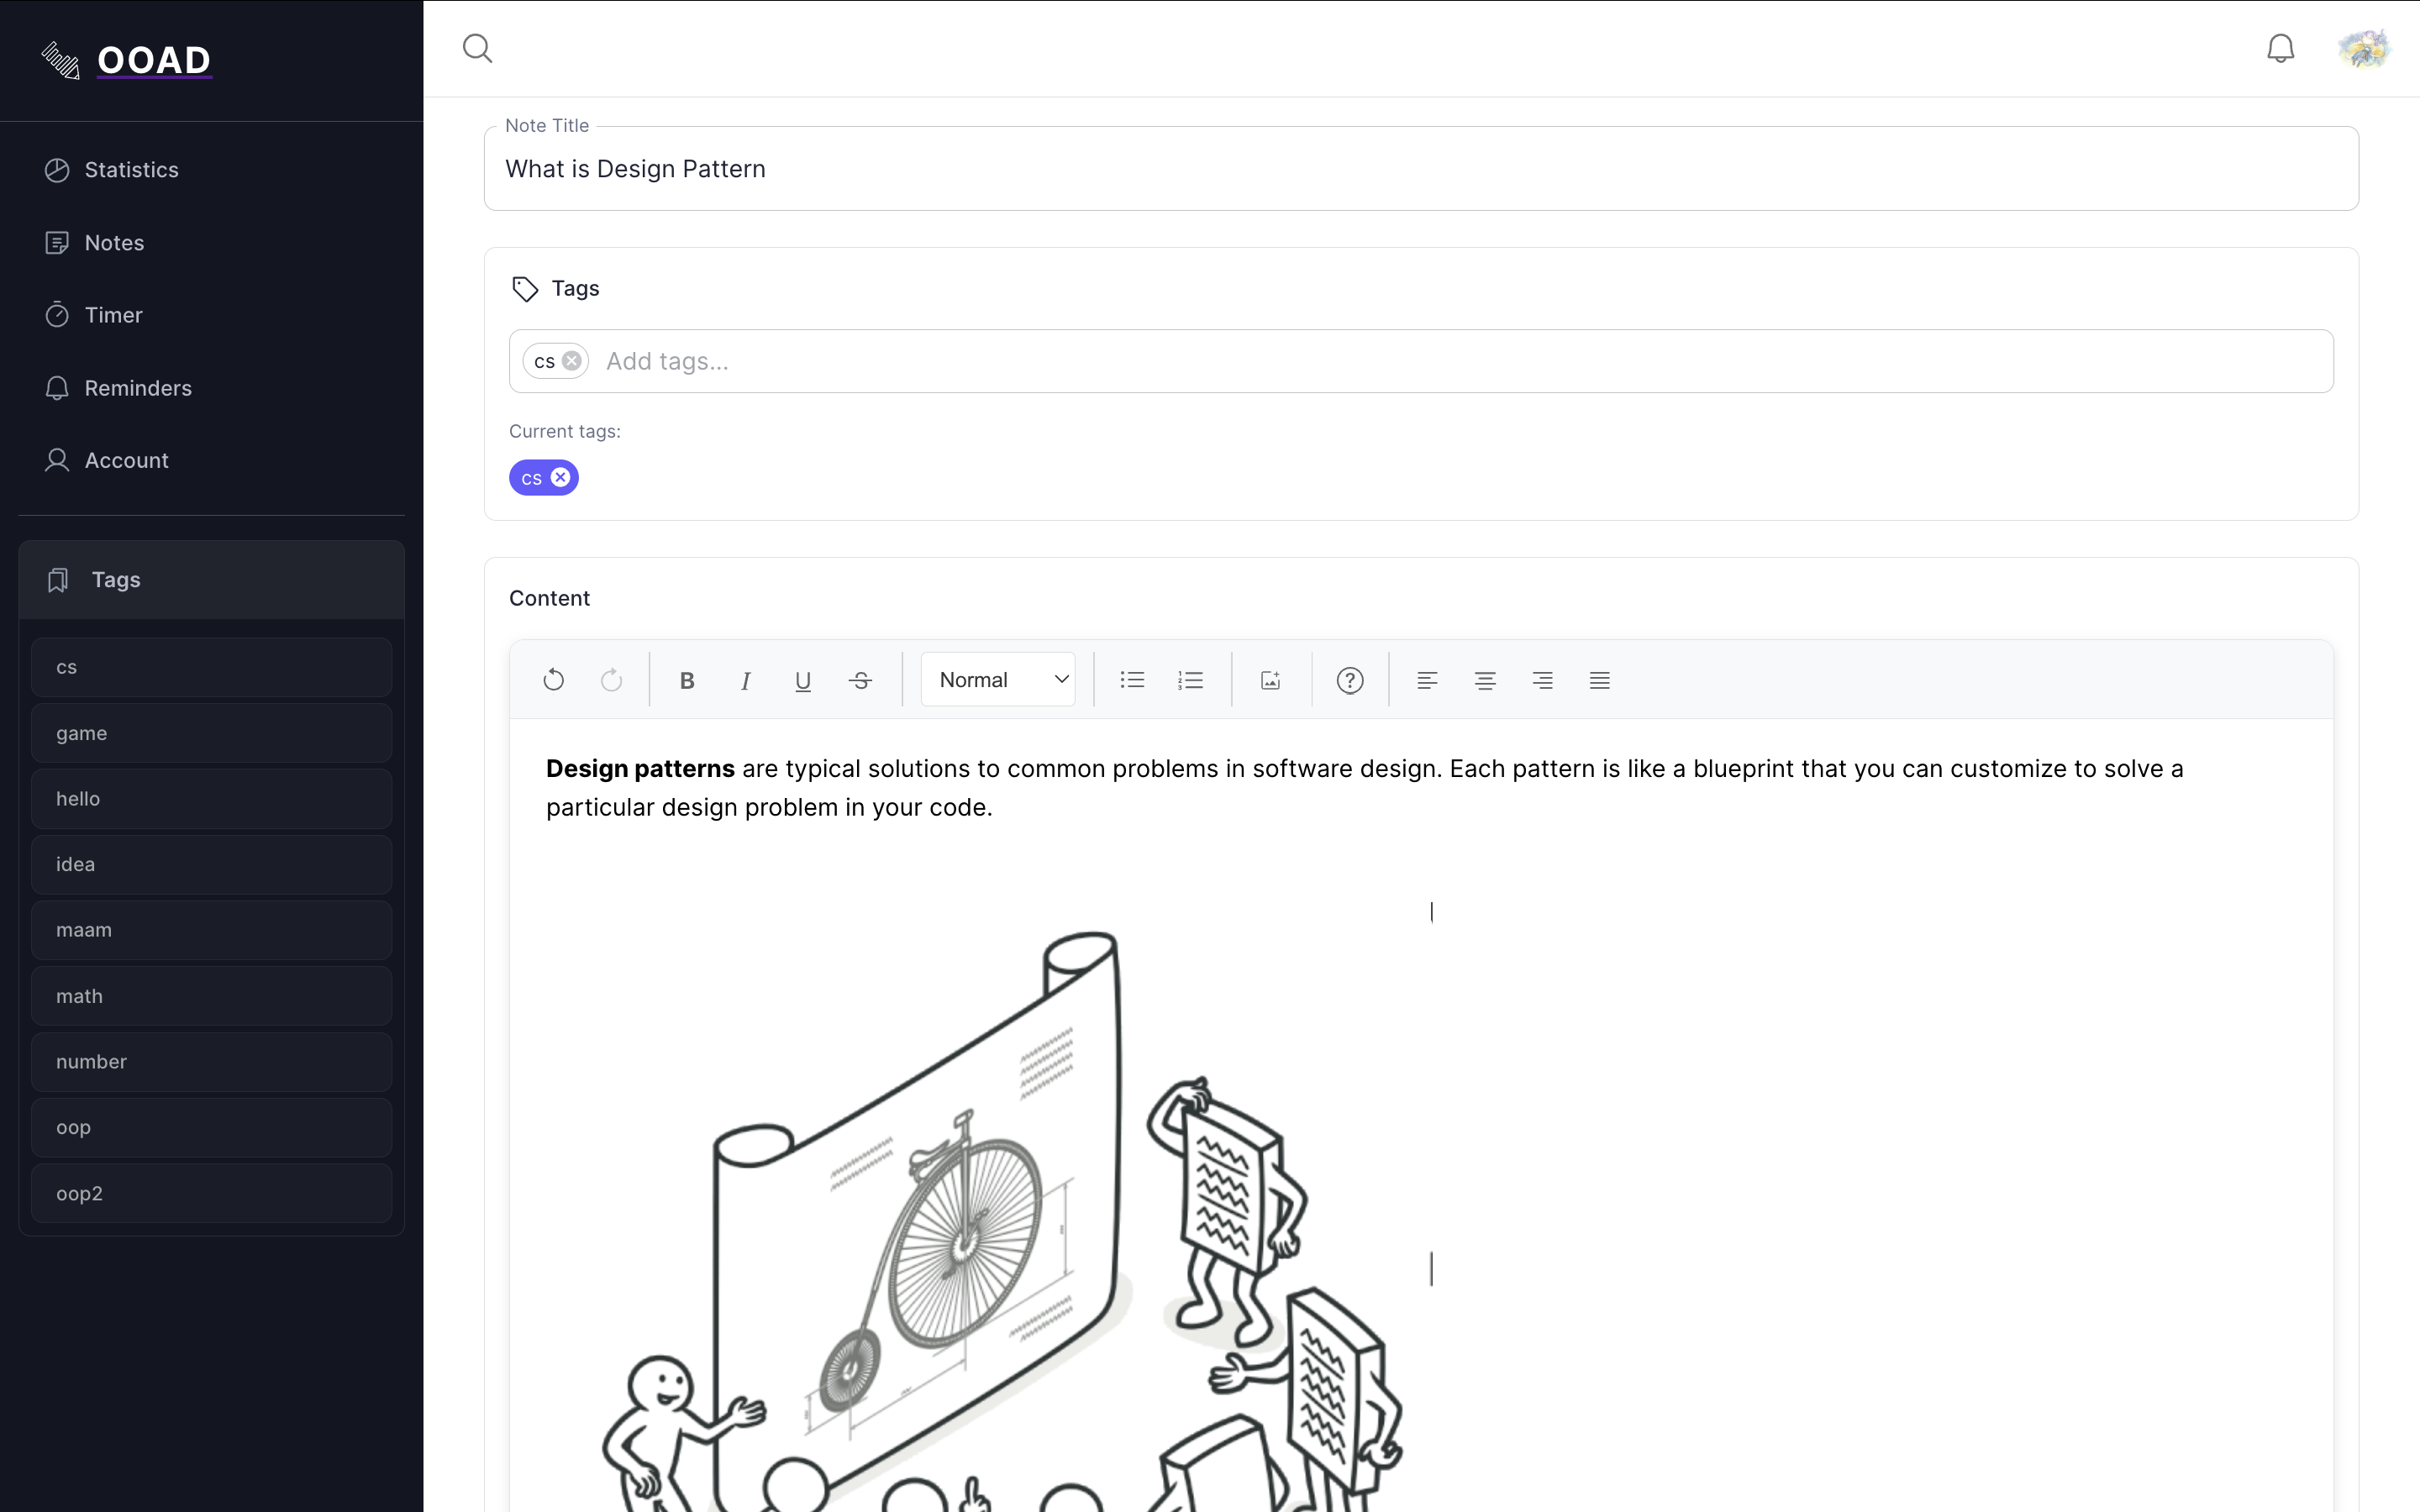 OOAD
Statistics
Notes
Timer
Reminders
Account
Tags
cs
game
hello
idea
maam
math
number
oop
oop2
Note Title
What is Design Pattern
Tags
cs Add tags...
Current tags:
cs
Content
B I U S Normal
Design patterns are typical solutions to common problems in software design. Each pattern is like a blueprint that you can customize to solve a
particular design problem in your code.